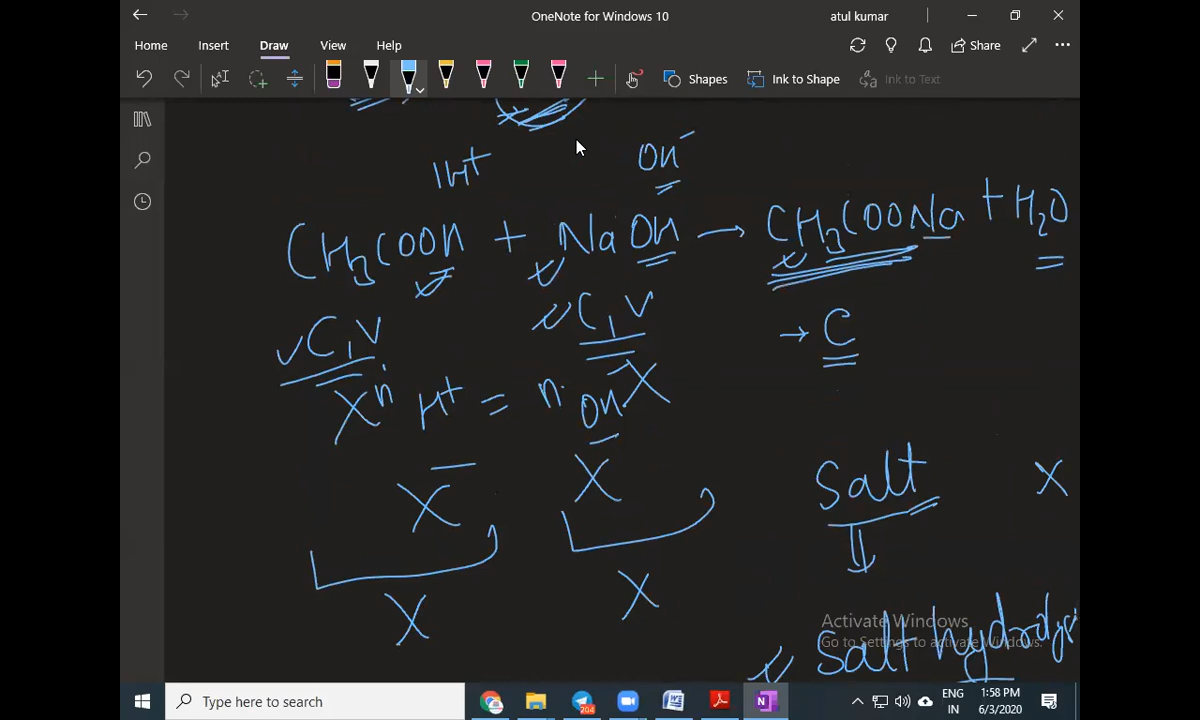 OneNote for Windows 10
atul kumar
Home Insert Draw View Help
Share
Shapes Ink to Shape Ink to Text
H+ OH-
CH3COOH + NaOH → CH3COONa + H2O
C1V C1V → C
X n H+ = n OH- X
X X
Salt X
X X
Activate Windows
Go to Settings to activate Windows.
Salt hydrolys
Type here to search
204
ENG
IN
1:58 PM
6/3/2020